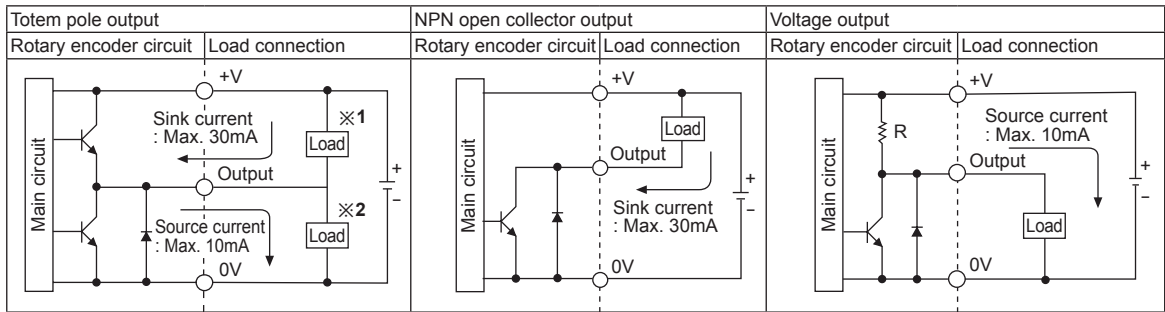 Totem pole output
Rotary encoder circuit
Load connection
Main circuit
+V
Sink current
: Max. 30mA
※1
Load
Output
+
−
※2
Source current
: Max. 10mA
Load
0V
NPN open collector output
Rotary encoder circuit
Load connection
Main circuit
+V
Load
Output
+
−
Sink current
: Max. 30mA
0V
Voltage output
Rotary encoder circuit
Load connection
Main circuit
+V
Source current
: Max. 10mA
R
Output
+
−
Load
0V